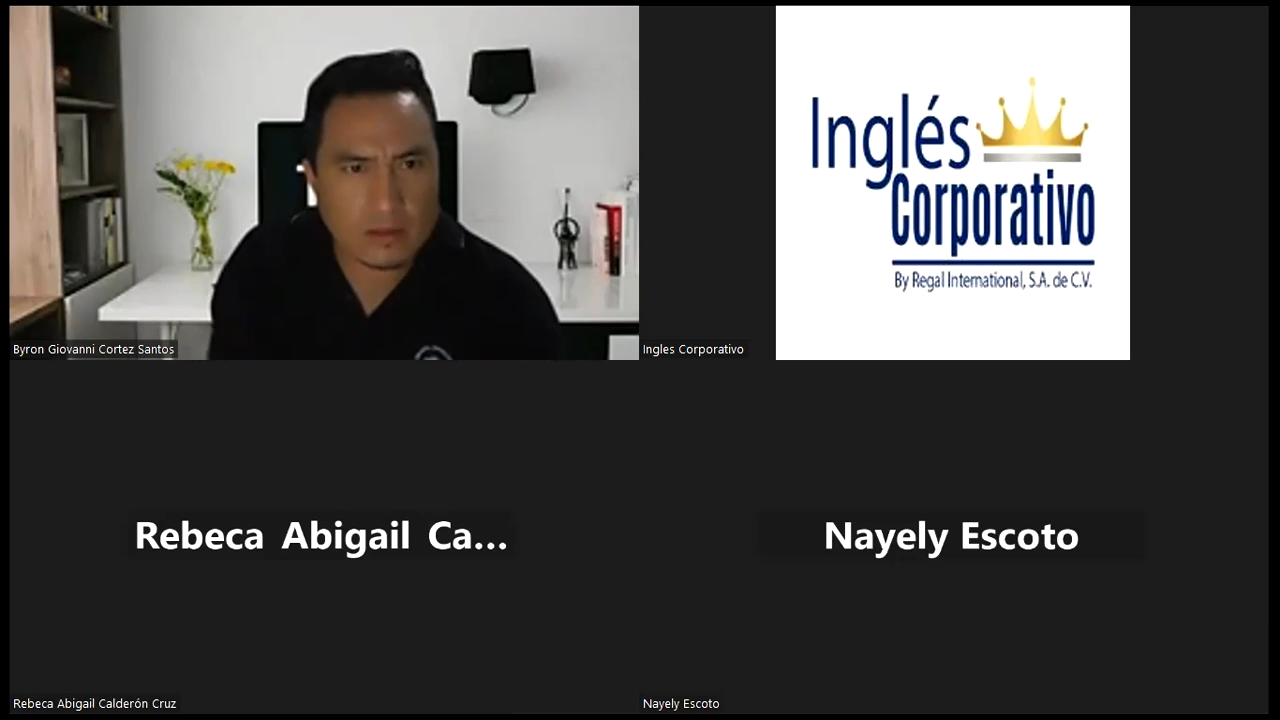 Inglés
Corporativo
By Regal International, S.A. de C.V.
Byron Giovanni Cortez Santos
Ingles Corporativo
Rebeca Abigail Ca...
Nayely Escoto
Rebeca Abigail Calderón Cruz
Nayely Escoto